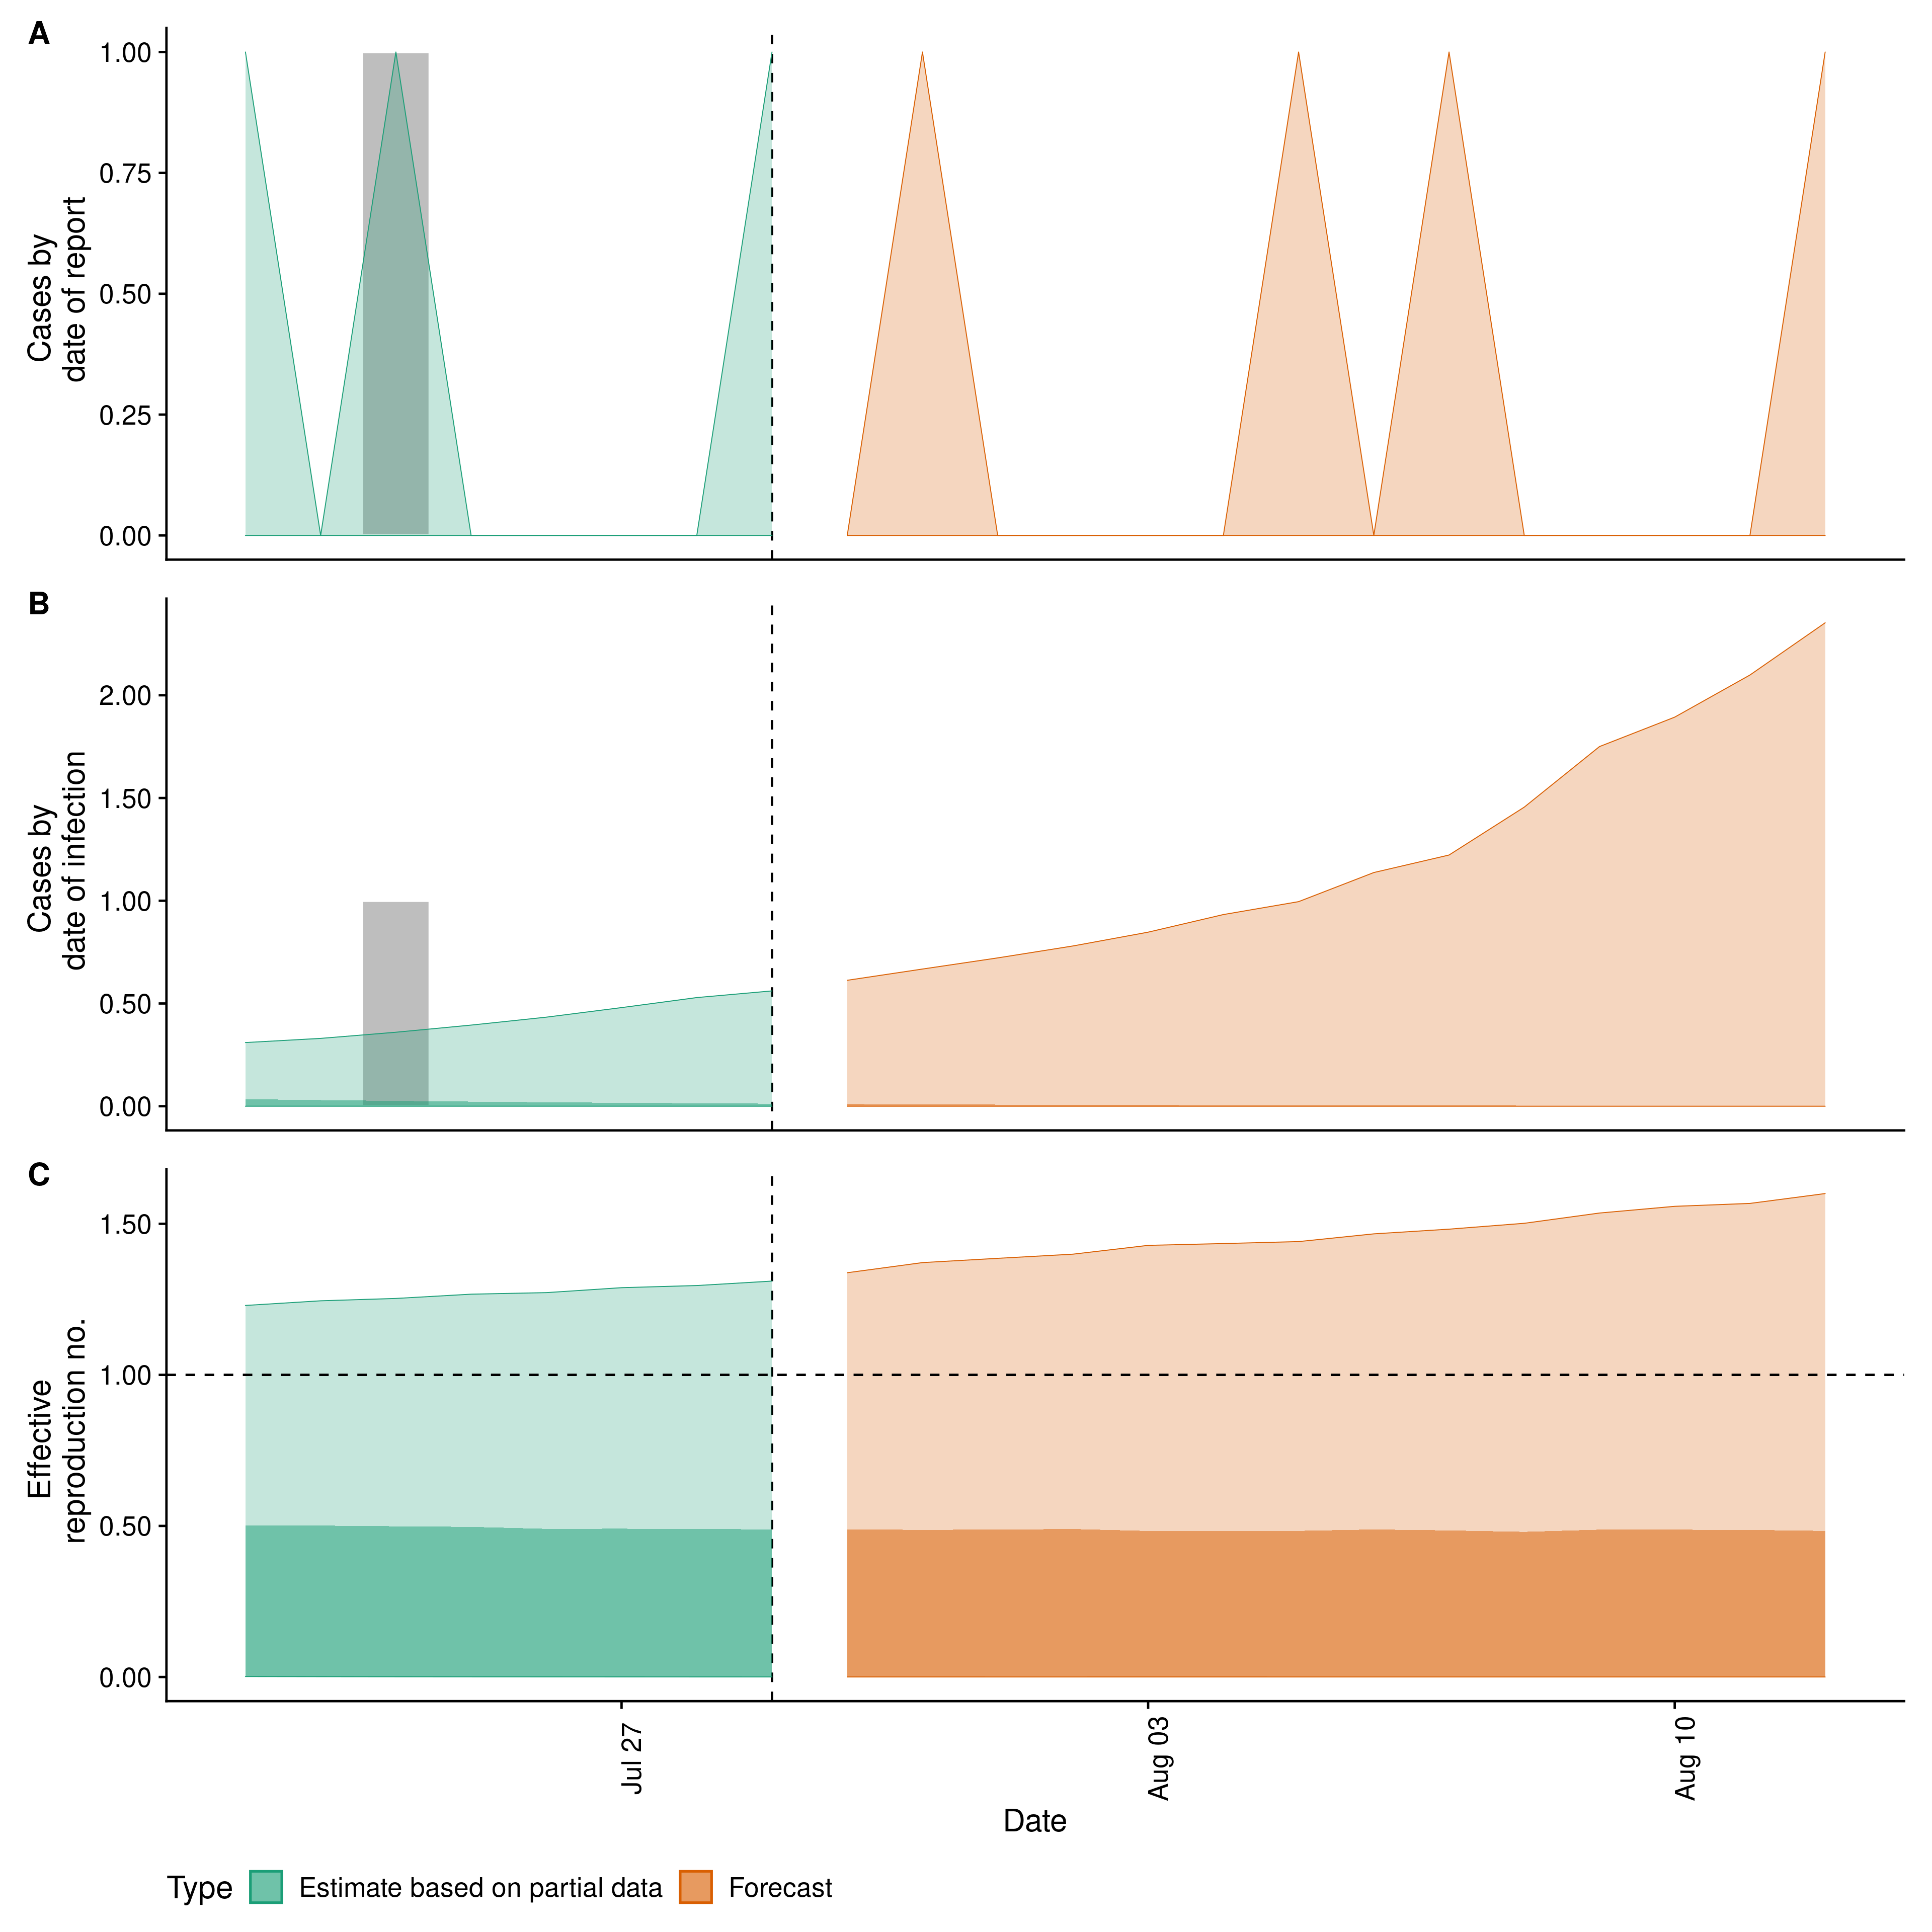 A
1.00
0.75
0.50
0.25
0.00
Cases by
date of report
B
2.00
1.50
1.00
0.50
0.00
Cases by
date of infection
C
1.50
1.00
0.50
0.00
Effective
reproduction no.
Jul 27
Aug 03
Aug 10
Date
Type
Estimate based on partial data
Forecast